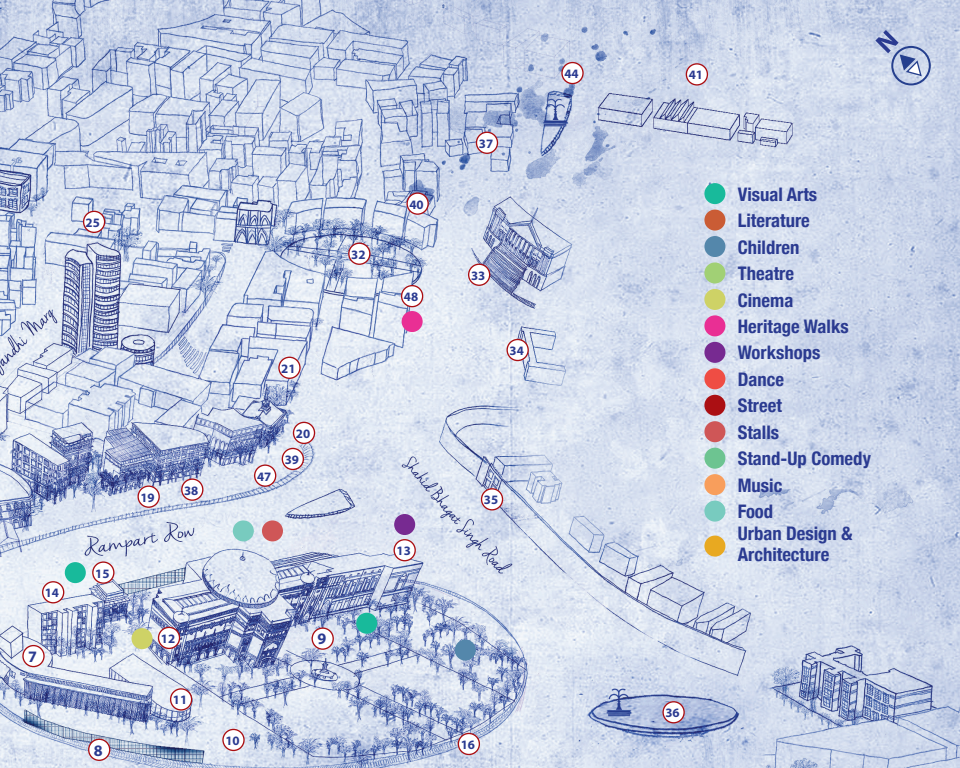 N
44
41
37
40
25
32
33
48
34
21
20
39
47
38
19
35
andhi Marg
Shahid Bhagat Singh Road
Rampart Row
13
15
14
12
9
7
11
10
8
16
36
Visual Arts
Literature
Children
Theatre
Cinema
Heritage Walks
Workshops
Dance
Street
Stalls
Stand-Up Comedy
Music
Food
Urban Design &
Architecture